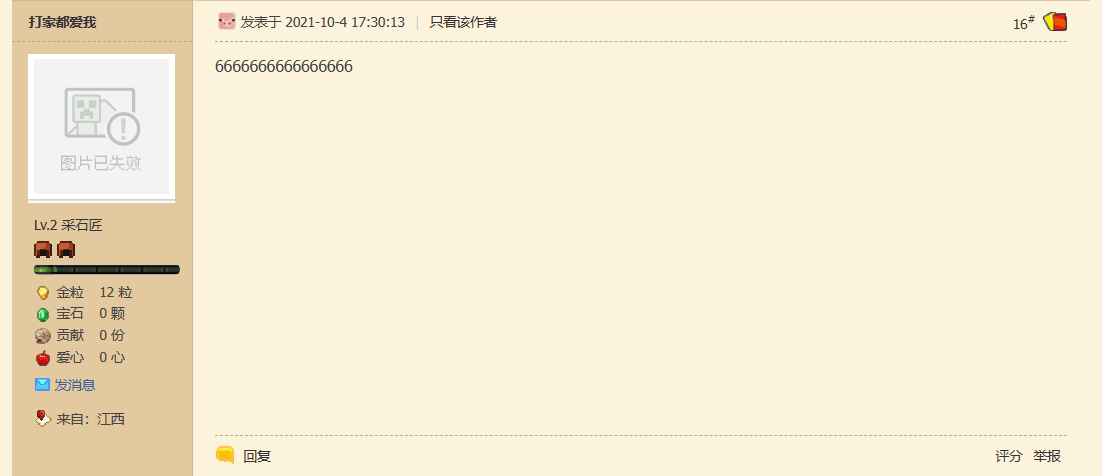 打家都爱我
发表于 2021-10-4 17:30:13 | 只看该作者
16#
6666666666666666
图片已失效
Lv.2 采石匠
金粒 12 粒
宝石 0 颗
贡献 0 份
爱心 0 心
发消息
来自: 江西
回复
评分 举报